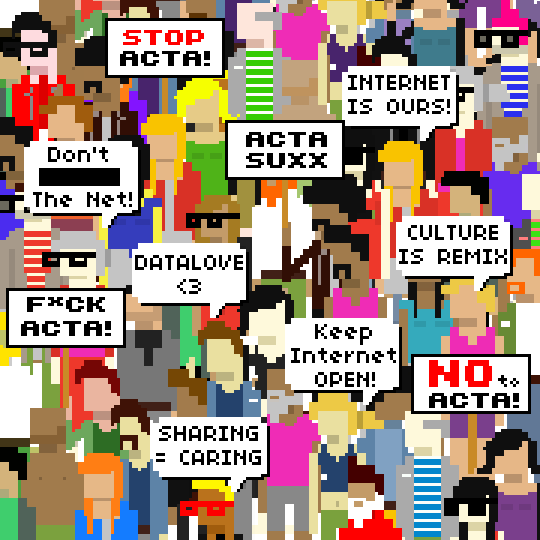 STOP
ACTA!
INTERNET
IS OURS!
ACTA
SUXX
Don't
The Net!
CULTURE
IS REMIX
DATALOVE
<3
F*CK
ACTA!
Keep
Internet
OPEN!
NO to
ACTA!
SHARING
= CARING